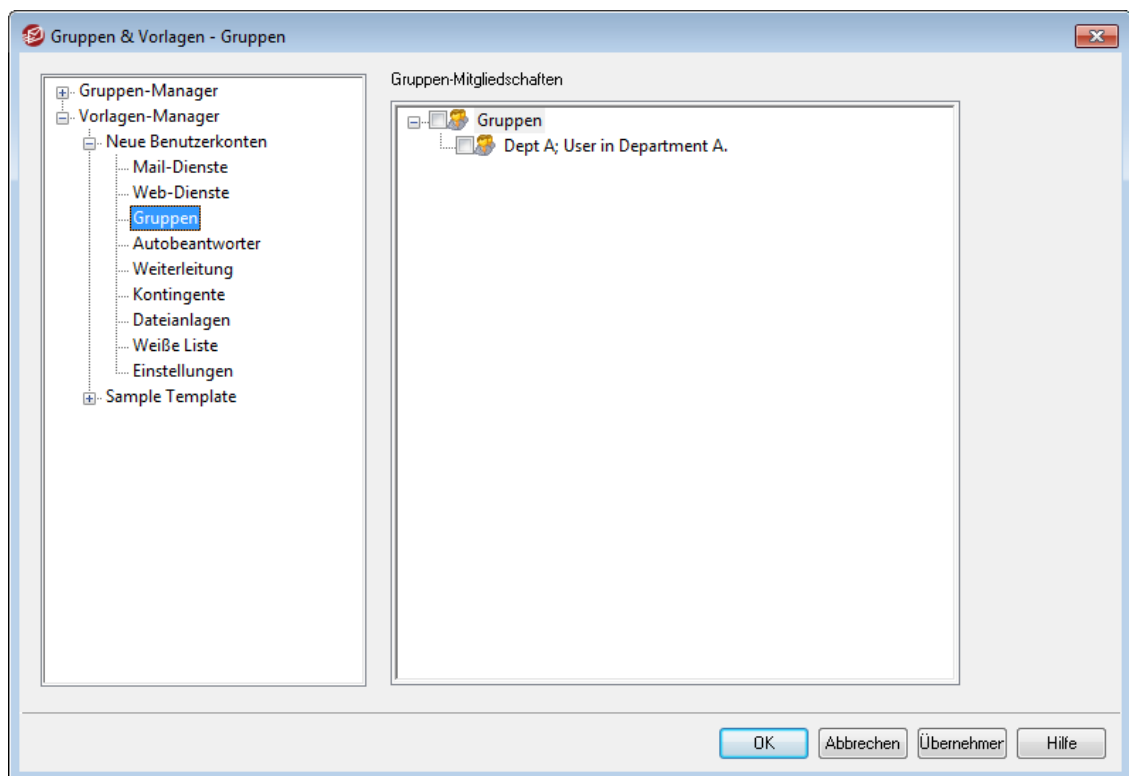 Gruppen & Vorlagen - Gruppen
Gruppen-Manager
Vorlagen-Manager
Neue Benutzerkonten
Mail-Dienste
Web-Dienste
Gruppen
Autobeantworter
Weiterleitung
Kontingente
Dateianlagen
Weiße Liste
Einstellungen
Sample Template
Gruppen-Mitgliedschaften
Gruppen
Dept A; User in Department A.
OK
Abbrechen
Übernehmer
Hilfe